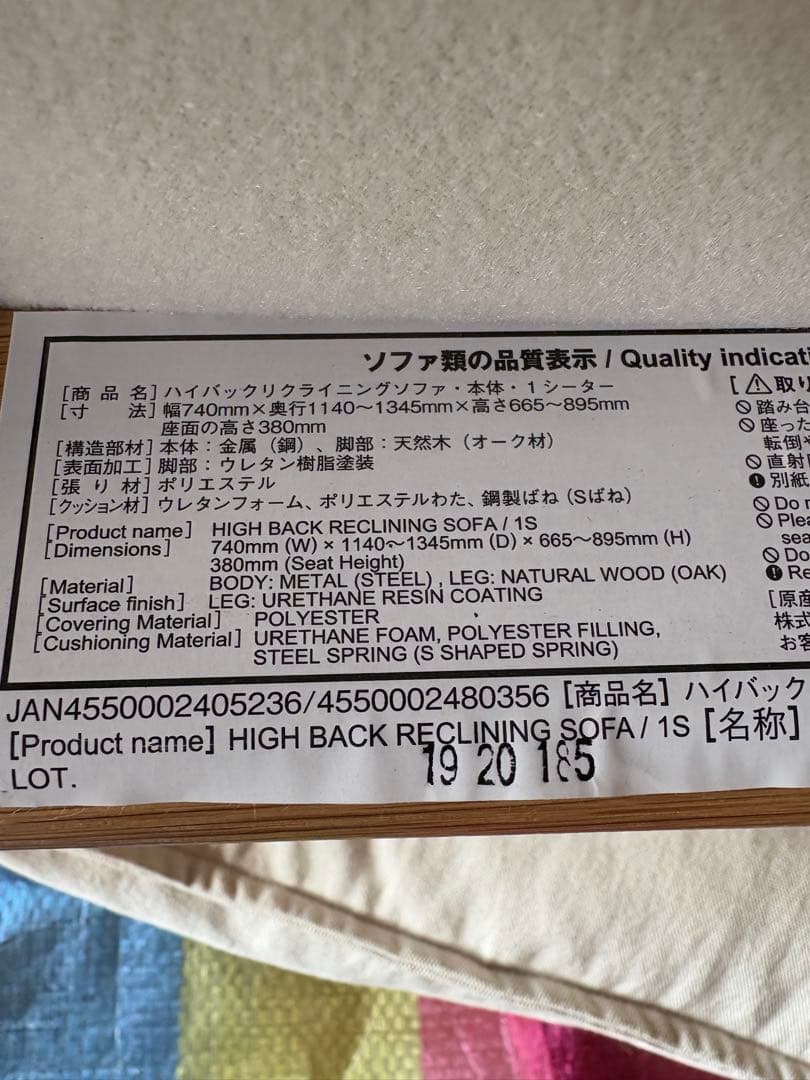 ソファ類の品質表示 / Quality indicati
[商 品 名] ハイバックリクライニングソファ・本体・1シーター
[寸 法] 幅740mm×奥行1140~1345mm×高さ665~895mm
座面の高さ380mm
[構造部材] 本体：金属（鋼）、脚部：天然木（オーク材）
[表面加工] 脚部：ウレタン樹脂塗装
[張 り 材] ポリエステル
[クッション材] ウレタンフォーム、ポリエステルわた、鋼製ばね（Sばね）
[Product name] HIGH BACK RECLINING SOFA / 1S
[Dimensions] 740mm (W) × 1140~1345mm (D) × 665~895mm (H)
380mm (Seat Height)
[Material] BODY: METAL (STEEL) , LEG: NATURAL WOOD (OAK)
[Surface finish] LEG: URETHANE RESIN COATING
[Covering Material] POLYESTER
[Cushioning Material] URETHANE FOAM, POLYESTER FILLING,
STEEL SPRING (S SHAPED SPRING)
[⚠取り
踏み台
座った
転倒や
直射
別紙
Do n
Plea
sea
Do
Re
[原産
株式
お客
JAN4550002405236/4550002480356 [商品名] ハイバック
[Product name] HIGH BACK RECLINING SOFA / 1S [名称]
LOT. 19 20 185